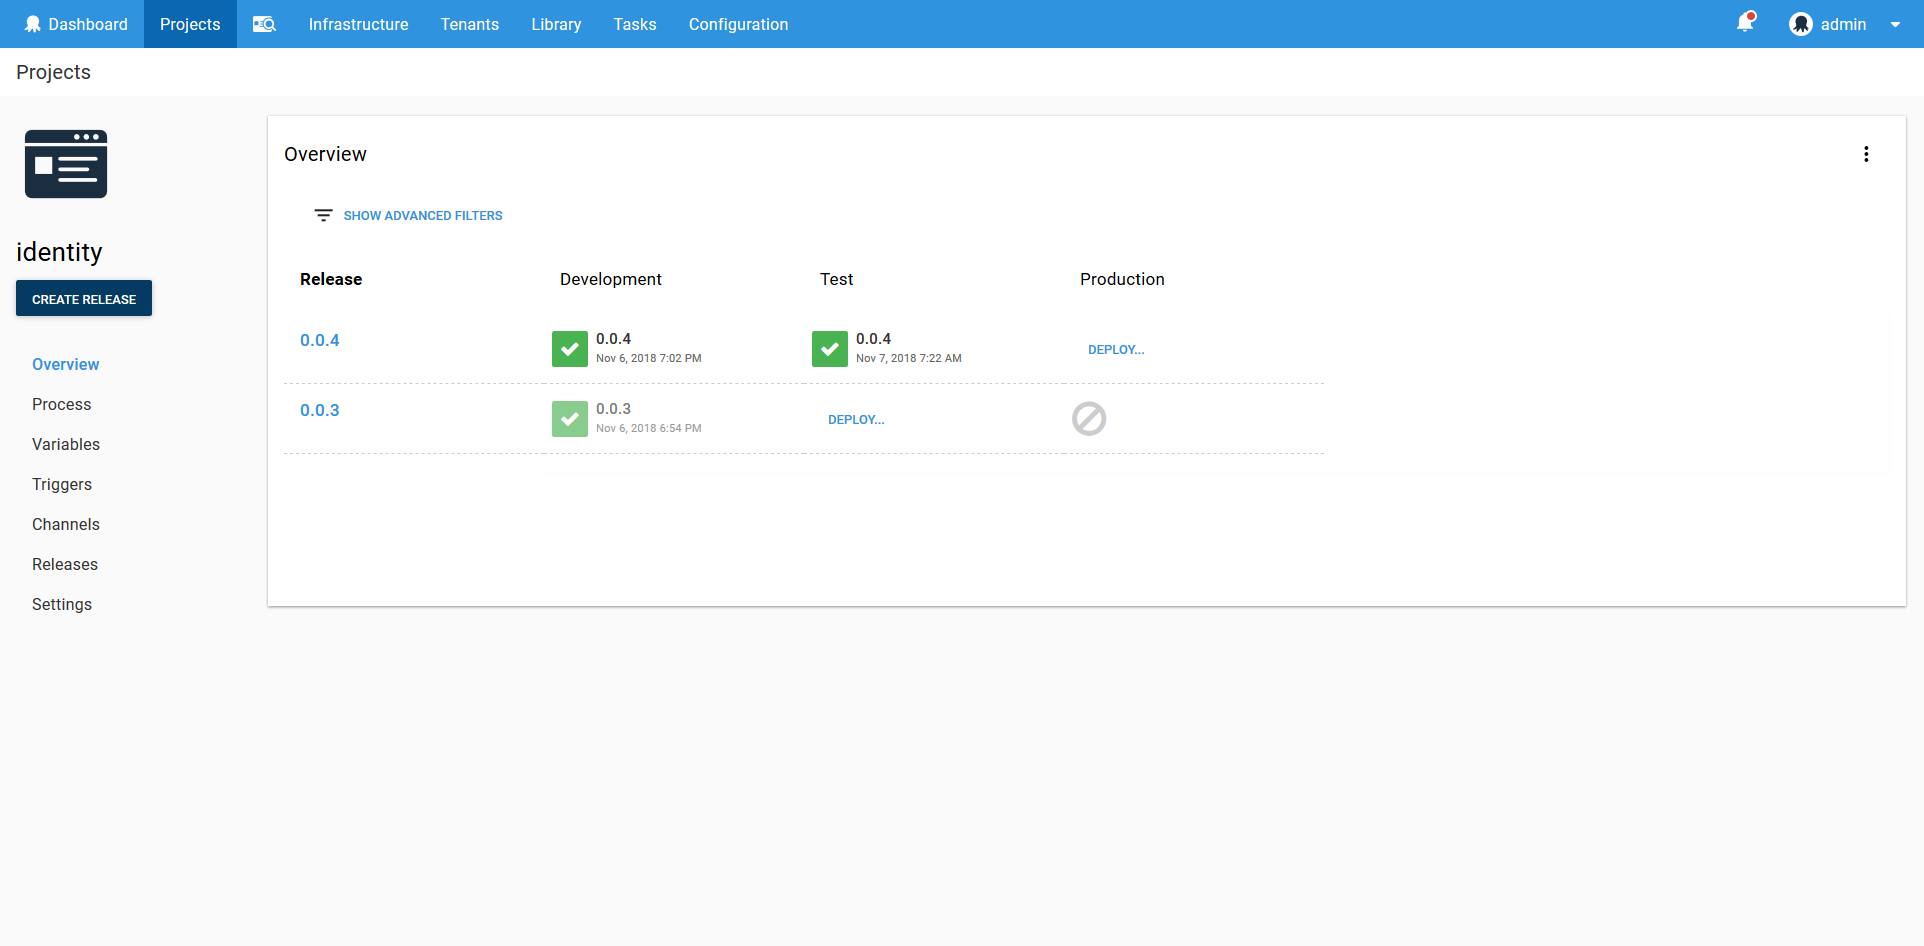 Dashboard Projects Infrastructure Tenants Library Tasks Configuration admin
Projects
identity
CREATE RELEASE
Overview
Process
Variables
Triggers
Channels
Releases
Settings
Overview
SHOW ADVANCED FILTERS
Release Development Test Production
0.0.4 0.0.4 0.0.4 DEPLOY...
Nov 6, 2018 7:02 PM Nov 7, 2018 7:22 AM
0.0.3 0.0.3 DEPLOY...
Nov 6, 2018 6:54 PM